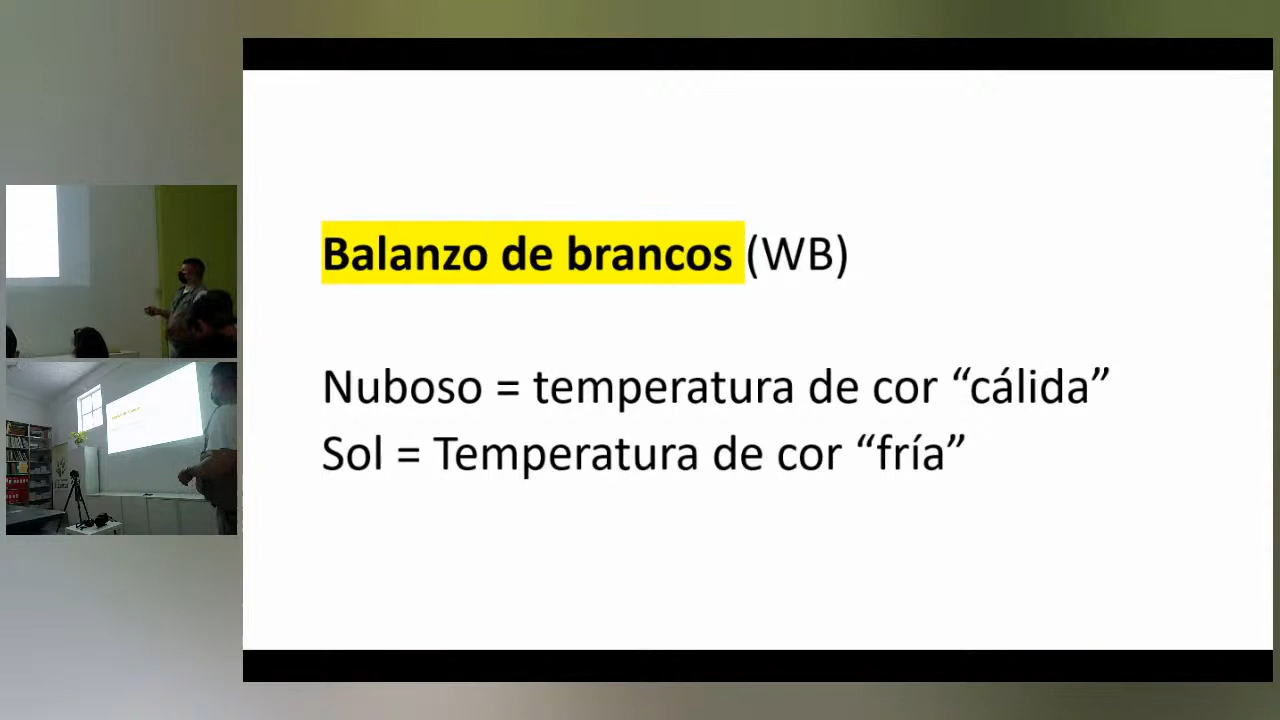 Balanzo de brancos (WB)
Nuboso = temperatura de cor “cálida”
Sol = Temperatura de cor “fría”